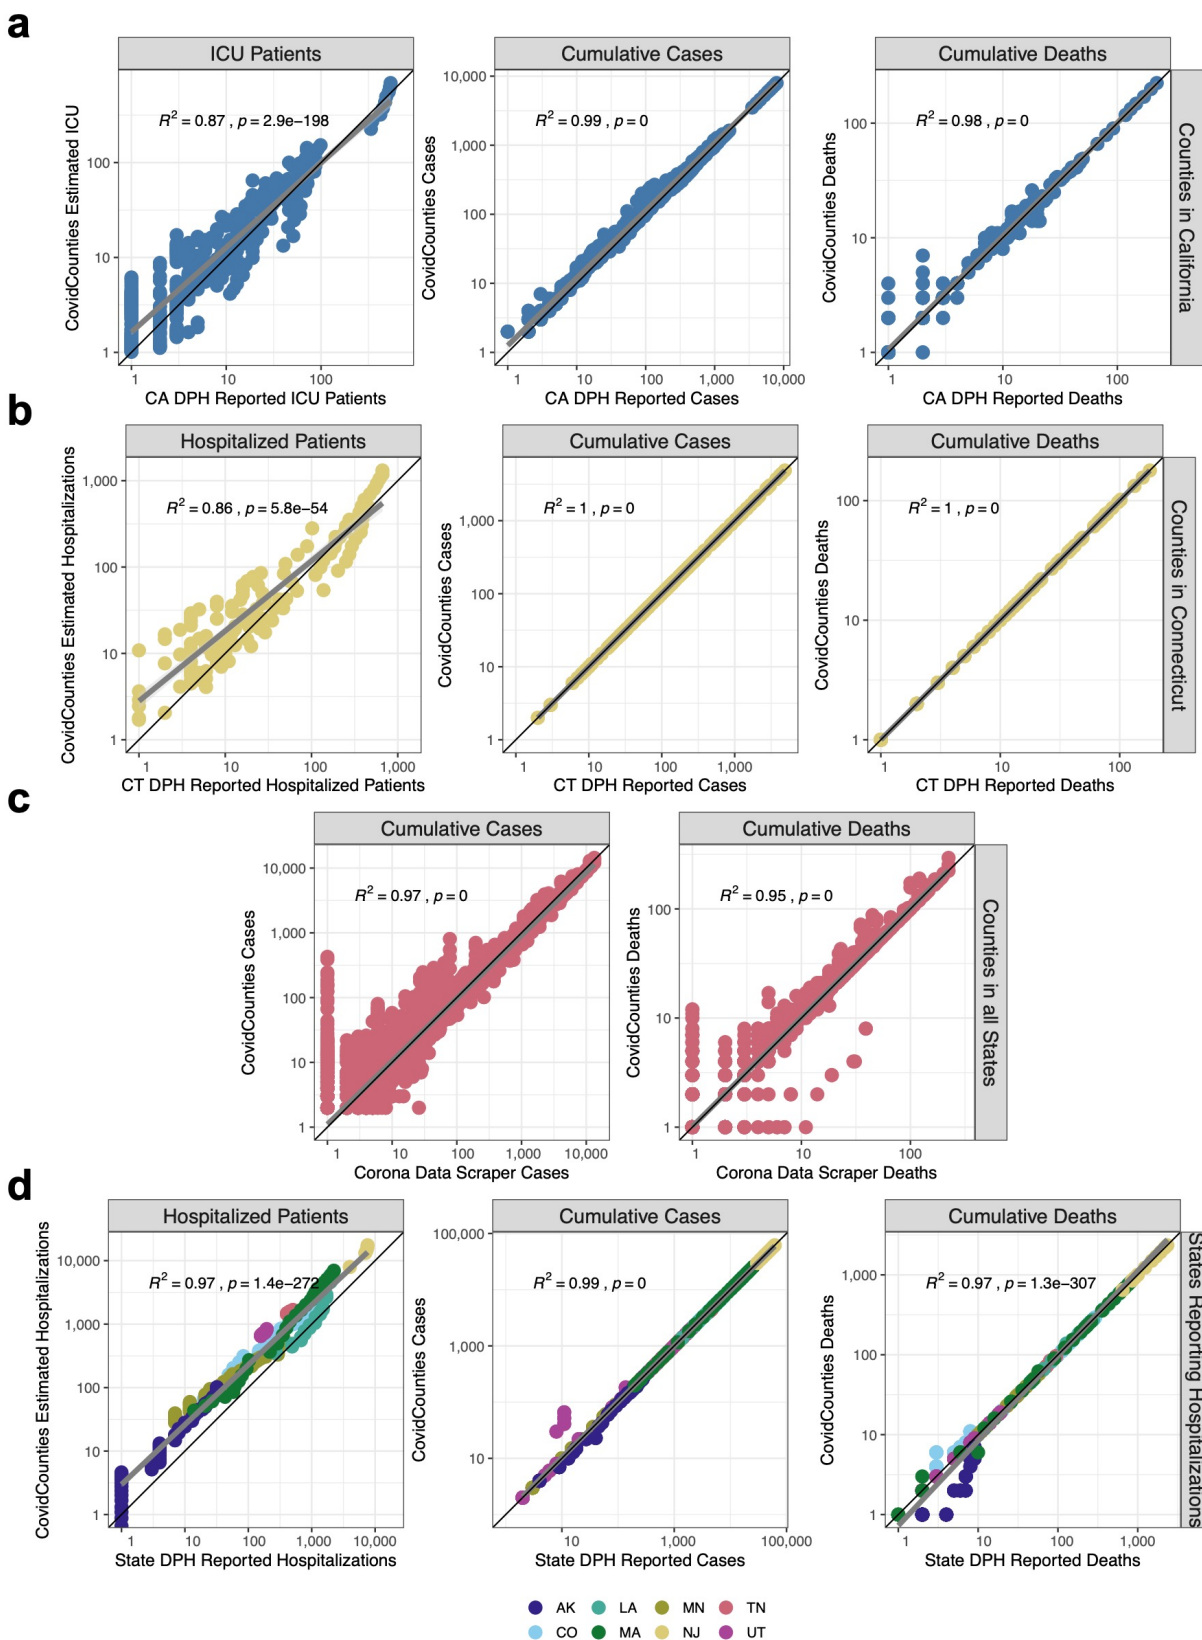 a
ICU Patients
Cumulative Cases
Cumulative Deaths
CovidCounties Estimated ICU
100
10
1
R² = 0.87 , p = 2.9e−198
1 10 100
CA DPH Reported ICU Patients
CovidCounties Cases
10,000
1,000
100
10
1
R² = 0.99 , p = 0
1 10 100 1,000 10,000
CA DPH Reported Cases
CovidCounties Deaths
100
10
1
R² = 0.98 , p = 0
1 10 100
CA DPH Reported Deaths
Counties in California
b
Hospitalized Patients
Cumulative Cases
Cumulative Deaths
CovidCounties Estimated Hospitalizations
1,000
100
10
1
R² = 0.86 , p = 5.8e−54
1 10 100 1,000
CT DPH Reported Hospitalized Patients
CovidCounties Cases
1,000
100
10
1
R² = 1 , p = 0
1 10 100 1,000
CT DPH Reported Cases
CovidCounties Deaths
100
10
1
R² = 1 , p = 0
1 10 100
CT DPH Reported Deaths
Counties in Connecticut
c
Cumulative Cases
Cumulative Deaths
CovidCounties Cases
10,000
1,000
100
10
1
R² = 0.97 , p = 0
1 10 100 1,000 10,000
Corona Data Scraper Cases
CovidCounties Deaths
100
10
1
R² = 0.95 , p = 0
1 10 100
Corona Data Scraper Deaths
Counties in all States
d
Hospitalized Patients
Cumulative Cases
Cumulative Deaths
CovidCounties Estimated Hospitalizations
10,000
1,000
100
10
1
R² = 0.97 , p = 1.4e−272
1 10 100 1,000 10,000
State DPH Reported Hospitalizations
CovidCounties Cases
100,000
1,000
10
R² = 0.99 , p = 0
10 1,000 100,000
State DPH Reported Cases
CovidCounties Deaths
1,000
100
10
1
R² = 0.97 , p = 1.3e−307
1 10 100 1,000
State DPH Reported Deaths
States Reporting Hospitalizations
AK LA MN TN
CO MA NJ UT